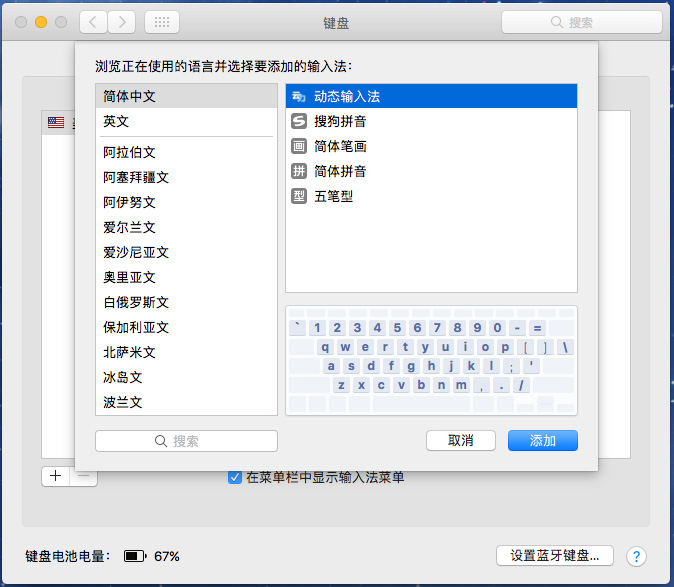 键盘
搜索
浏览正在使用的语言并选择要添加的输入法：
简体中文
英文
阿拉伯文
阿塞拜疆文
阿伊努文
爱尔兰文
爱沙尼亚文
奥里亚文
白俄罗斯文
保加利亚文
北萨米文
冰岛文
波兰文
搜索
动态输入法
S 搜狗拼音
画 简体笔画
拼 简体拼音
型 五笔型
` 1 2 3 4 5 6 7 8 9 0 - =
q w e r t y u i o p [ ] \
a s d f g h j k l ; '
z x c v b n m , . /
取消
添加
+ −
在菜单栏中显示输入法菜单
键盘电池电量： 67%
设置蓝牙键盘...
?